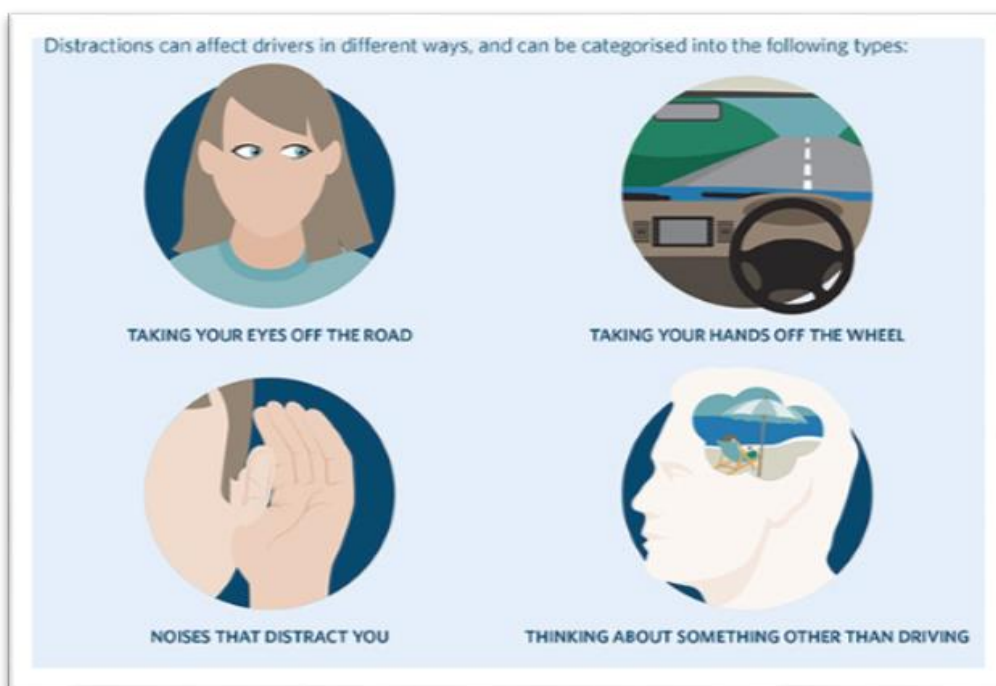 Distractions can affect drivers in different ways, and can be categorised into the following types:
TAKING YOUR EYES OFF THE ROAD
TAKING YOUR HANDS OFF THE WHEEL
NOISES THAT DISTRACT YOU
THINKING ABOUT SOMETHING OTHER THAN DRIVING